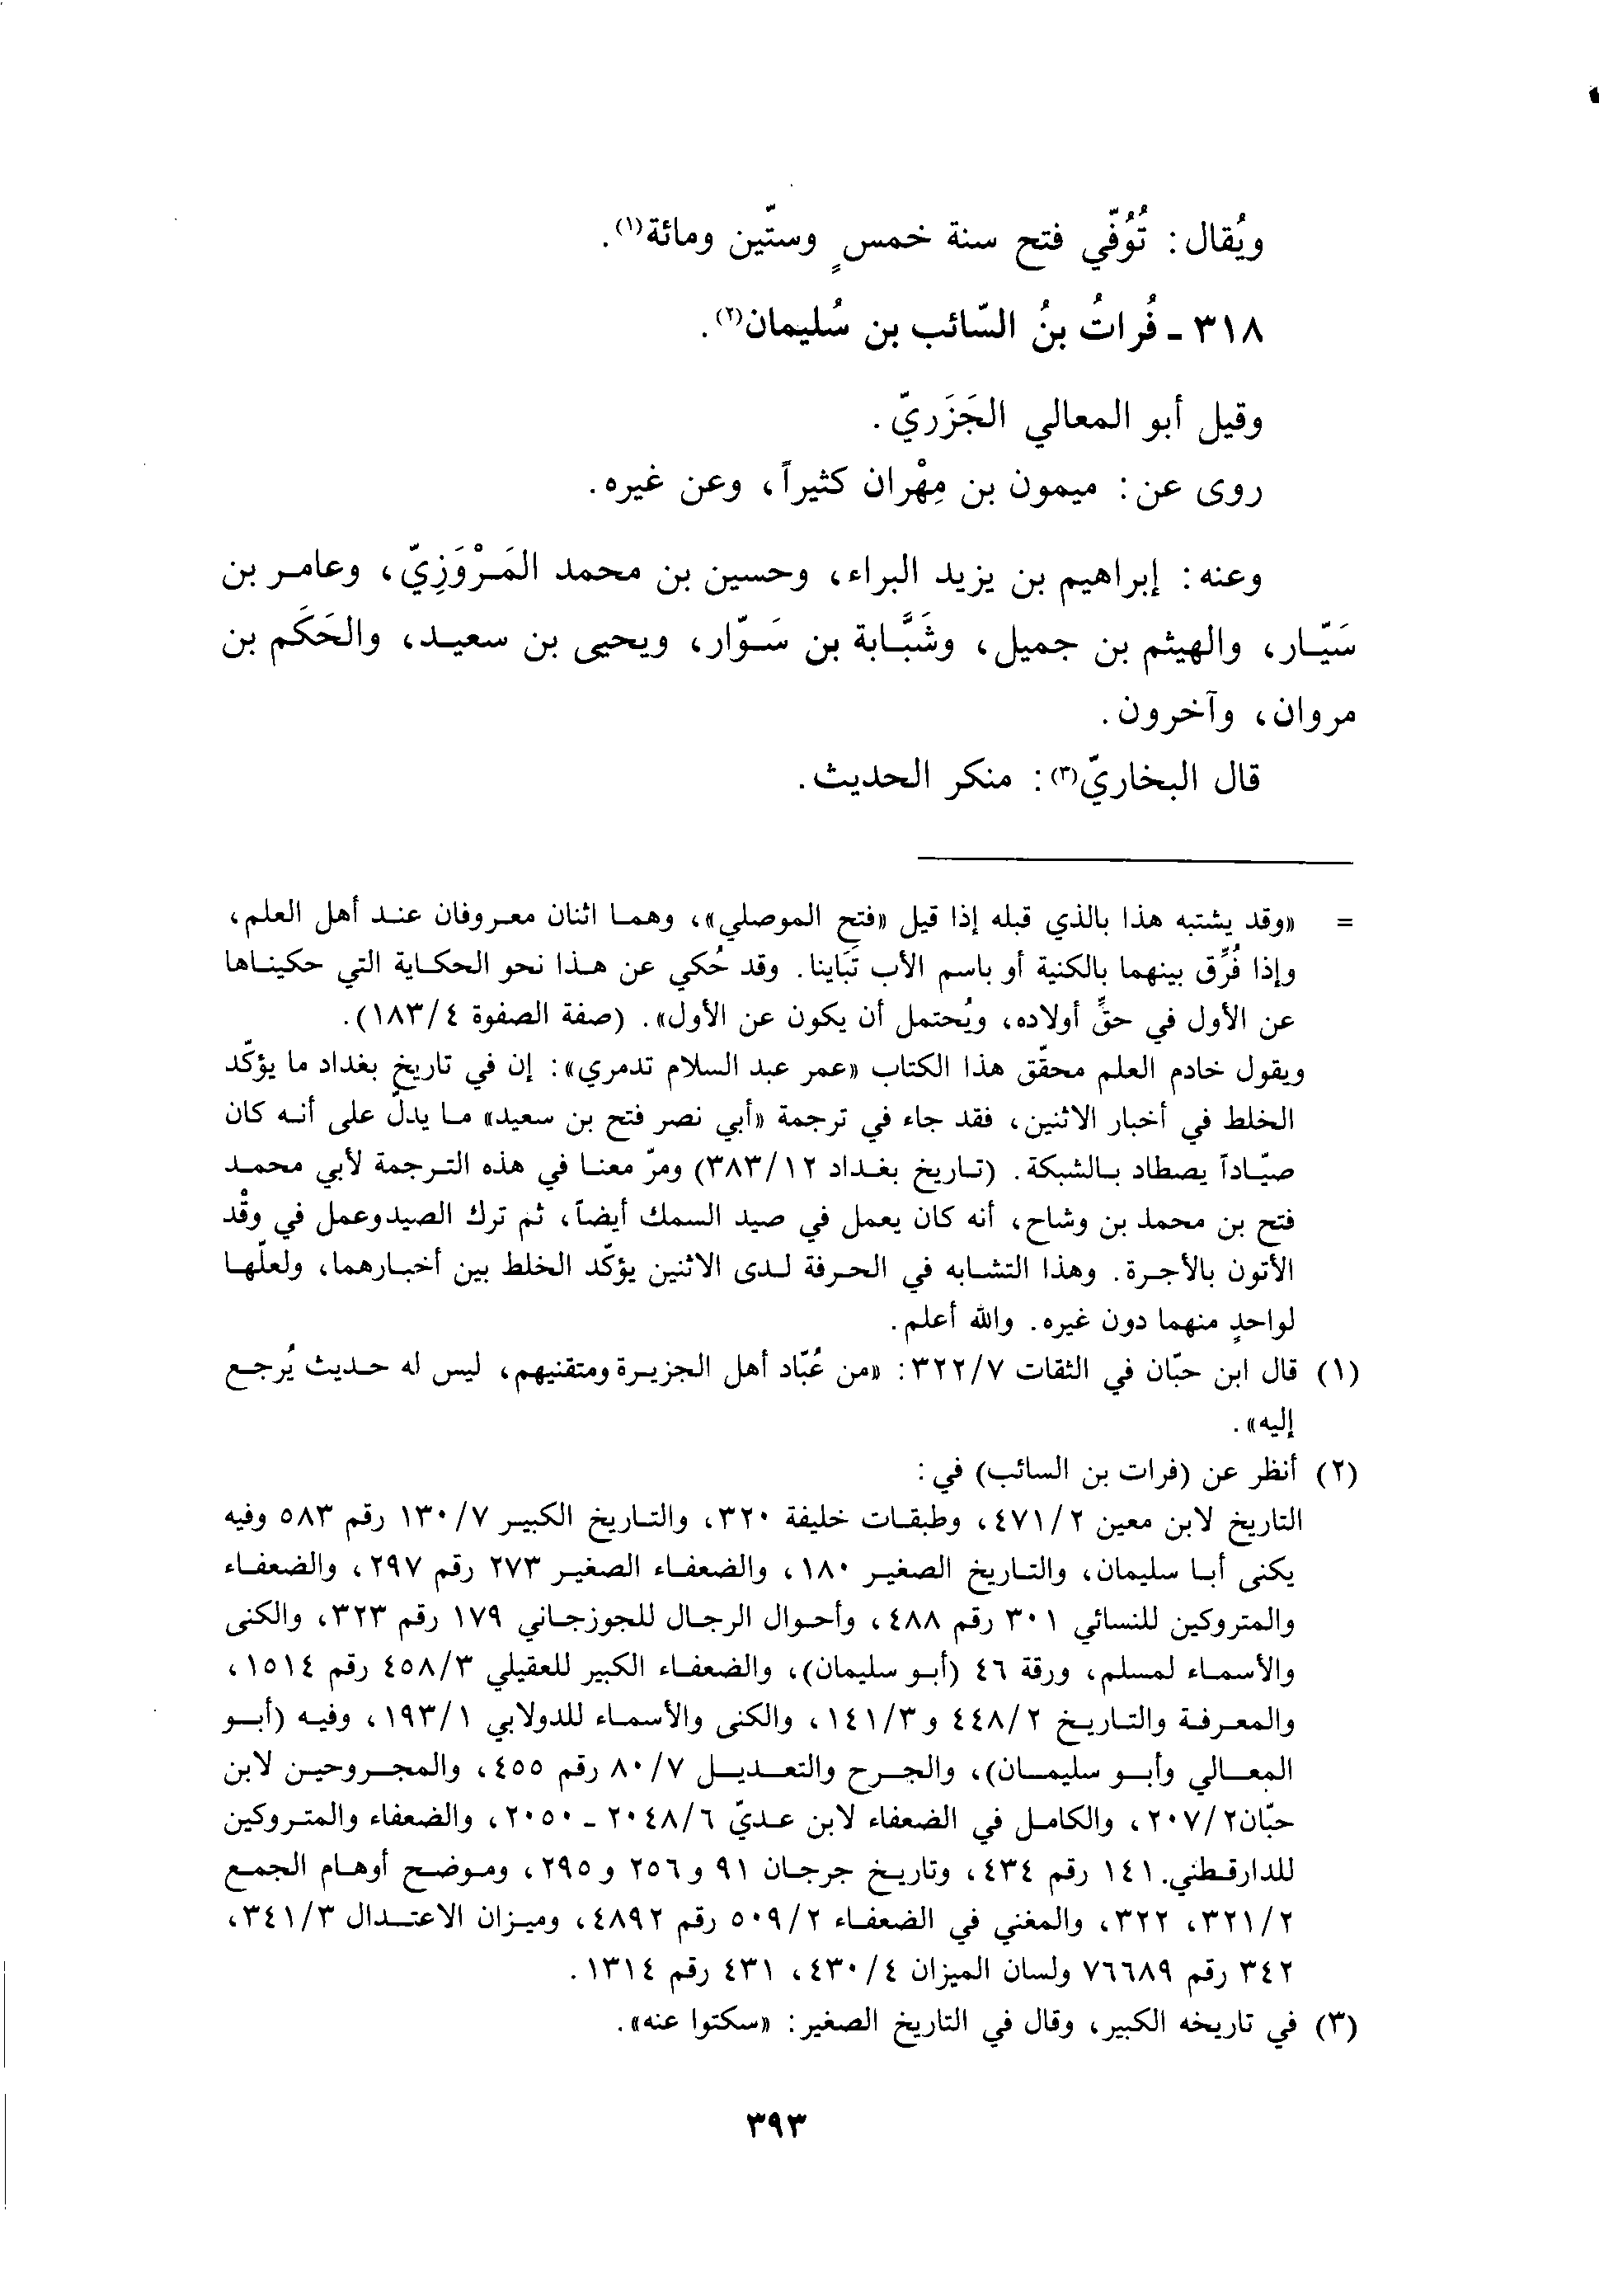 ويُقال: تُوُفّي فتح سنة خمسٍ وستّين ومائة(١).
٣١٨ ـ فُراتُ بنُ السّائب بن سُليمان(٢).
وقيل أبو المعالي الجَزَريّ.
روى عن: ميمون بن مِهْران كثيراً، وعن غيره.
وعنه: إبراهيم بن يزيد البراء، وحسين بن محمد المَرْوَزِيّ، وعامر بن
سَيّار، والهيثم بن جميل، وشَبَّابة بن سَوّار، ويحيى بن سعيد، والحَكَم بن
مروان، وآخرون.
قال البخاريّ(٣): منكر الحديث.
= «وقد يشتبه هذا بالذي قبله إذا قيل «فتح الموصلي»، وهما اثنان معروفان عند أهل العلم،
وإذا فُرِّق بينهما بالكنية أو باسم الأب تَبَاينا. وقد حُكي عن هذا نحو الحكاية التي حكيناها
عن الأول في حقِّ أولاده، ويُحتمل أن يكون عن الأول». (صفة الصفوة ١٨٣/٤).
ويقول خادم العلم محقّق هذا الكتاب «عمر عبد السلام تدمري»: إن في تاريخ بغداد ما يؤكّد
الخلط في أخبار الاثنين، فقد جاء في ترجمة «أبي نصر فتح بن سعيد» ما يدلّ على أنه كان
صيّاداً يصطاد بالشبكة. (تاريخ بغداد ٣٨٣/١٢) ومرّ معنا في هذه الترجمة لأبي محمد
فتح بن محمد بن وشاح، أنه كان يعمل في صيد السمك أيضاً، ثم ترك الصيد وعمل في وقْد
الأتون بالأجرة. وهذا التشابه في الحرفة لدى الاثنين يؤكّد الخلط بين أخبارهما، ولعلّها
لواحدٍ منهما دون غيره. والله أعلم.
(١) قال ابن حبّان في الثقات ٣٢٢/٧: «من عُبّاد أهل الجزيرة ومتقنيهم، ليس له حديث يُرجع
إليه».
(٢) أنظر عن (فرات بن السائب) في:
التاريخ لابن معين ٤٧١/٢، وطبقات خليفة ٣٢٠، والتاريخ الكبير ١٣٠/٧ رقم ٥٨٣ وفيه
يكنى أبا سليمان، والتاريخ الصغير ١٨٠، والضعفاء الصغير ٢٧٣ رقم ٢٩٧، والضعفاء
والمتروكين للنسائي ٣٠١ رقم ٤٨٨، وأحوال الرجال للجوزجاني ١٧٩ رقم ٣٢٣، والكنى
والأسماء لمسلم، ورقة ٤٦ (أبو سليمان)، والضعفاء الكبير للعقيلي ٤٥٨/٣ رقم ١٥١٤،
والمعرفة والتاريخ ٤٤٨/٢ و ١٤١/٣، والكنى والأسماء للدولابي ١٩٣/١، وفيه (أبو
المعالي وأبو سليمان)، والجرح والتعديل ٨٠/٧ رقم ٤٥٥، والمجروحين لابن
حبّان ٢٠٧/٢، والكامل في الضعفاء لابن عديّ ٢٠٤٨/٦ ـ ٢٠٥٠، والضعفاء والمتروكين
للدارقطني. ١٤١ رقم ٤٣٤، وتاريخ جرجان ٩١ و ٢٥٦ و ٢٩٥، وموضح أوهام الجمع
٣٢١/٢، ٣٢٢، والمغني في الضعفاء ٥٠٩/٢ رقم ٤٨٩٢، وميزان الاعتدال ٣٤١/٣،
٣٤٢ رقم ٧٦٦٨٩ ولسان الميزان ٤٣٠/٤، ٤٣١ رقم ١٣١٤.
(٣) في تاريخه الكبير، وقال في التاريخ الصغير: «سكتوا عنه».
٣٩٣